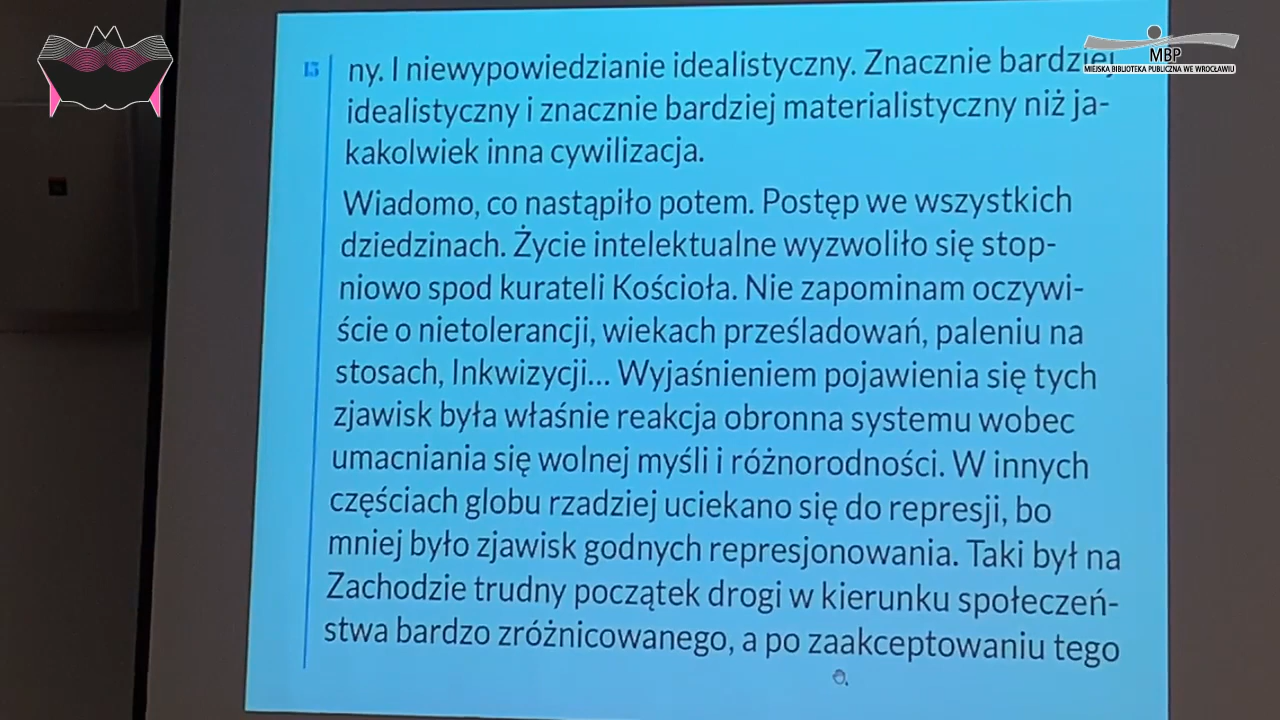 MBP
MIEJSKA BIBLIOTEKA PUBLICZNA WE WROCŁAWIU
15
ny. I niewypowiedzianie idealistyczny. Znacznie bardziej
idealistyczny i znacznie bardziej materialistyczny niż ja-
kakolwiek inna cywilizacja.
Wiadomo, co nastąpiło potem. Postęp we wszystkich
dziedzinach. Życie intelektualne wyzwoliło się stop-
niowo spod kurateli Kościoła. Nie zapominam oczywi-
ście o nietolerancji, wiekach prześladowań, paleniu na
stosach, Inkwizycji... Wyjaśnieniem pojawienia się tych
zjawisk była właśnie reakcja obronna systemu wobec
umacniania się wolnej myśli i różnorodności. W innych
częściach globu rzadziej uciekano się do represji, bo
mniej było zjawisk godnych represjonowania. Taki był na
Zachodzie trudny początek drogi w kierunku społeczeń-
stwa bardzo zróżnicowanego, a po zaakceptowaniu tego